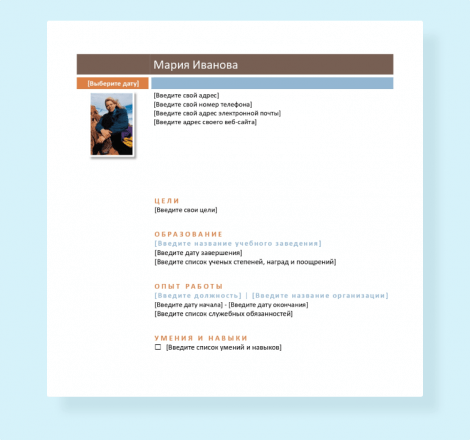 Мария Иванова
[Выберите дату]
[Введите свой адрес]
[Введите свой номер телефона]
[Введите свой адрес электронной почты]
[Введите адрес своего веб-сайта]
ЦЕЛИ
[Введите свои цели]
ОБРАЗОВАНИЕ
[Введите название учебного заведения]
[Введите дату завершения]
[Введите список ученых степеней, наград и поощрений]
ОПЫТ РАБОТЫ
[Введите должность] | [Введите название организации]
[Введите дату начала] - [Введите дату окончания]
[Введите список служебных обязанностей]
УМЕНИЯ И НАВЫКИ
☐ [Введите список умений и навыков]